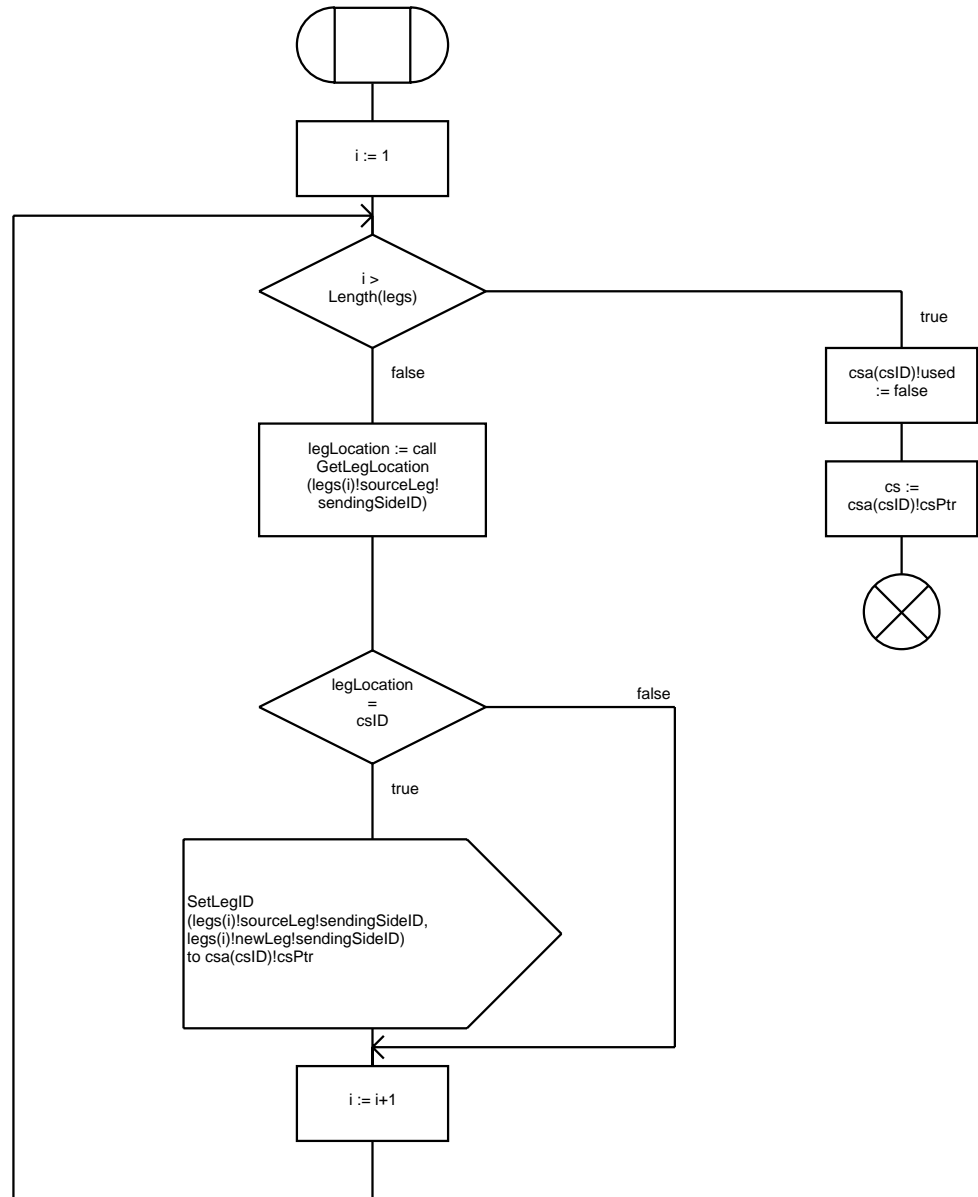 i := 1
i >
Length(legs)
true
false
csa(csID)!used
:= false
legLocation := call
GetLegLocation
(legs(i)!sourceLeg!
sendingSideID)
cs :=
csa(csID)!csPtr
legLocation
=
csID
false
true
SetLegID
(legs(i)!sourceLeg!sendingSideID,
legs(i)!newLeg!sendingSideID)
to csa(csID)!csPtr
i := i+1